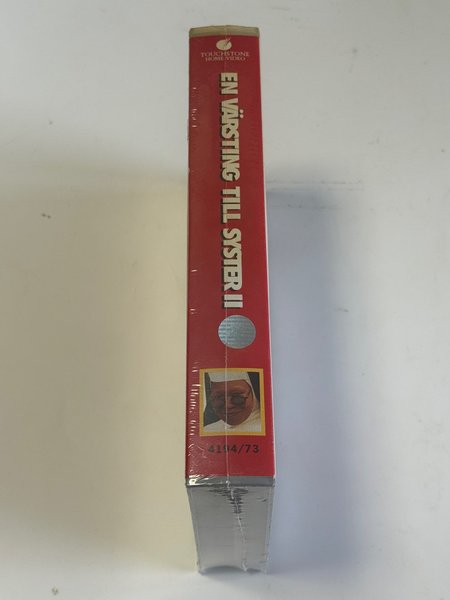 TOUCHSTONE
HOME VIDEO
EN VÄRSTING TILL SYSTER II
4194/73